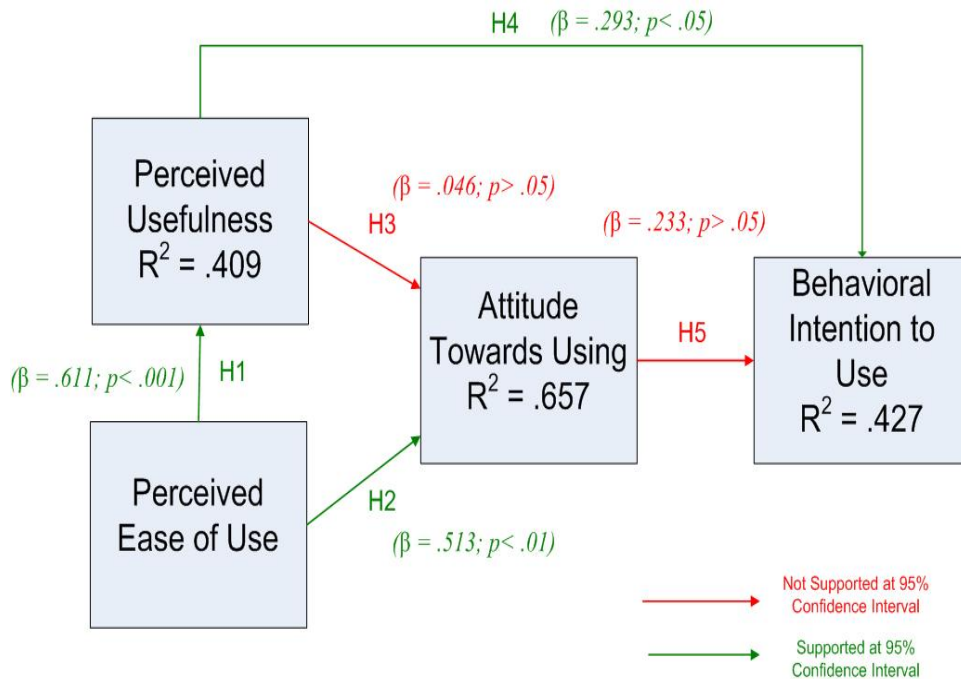 H4 (β = .293; p< .05)
Perceived
Usefulness
R² = .409
(β = .046; p> .05)
H3
(β = .233; p> .05)
Attitude
Towards Using
R² = .657
H5
Behavioral
Intention to
Use
R² = .427
(β = .611; p< .001)
H1
Perceived
Ease of Use
H2
(β = .513; p< .01)
Not Supported at 95%
Confidence Interval
Supported at 95%
Confidence Interval